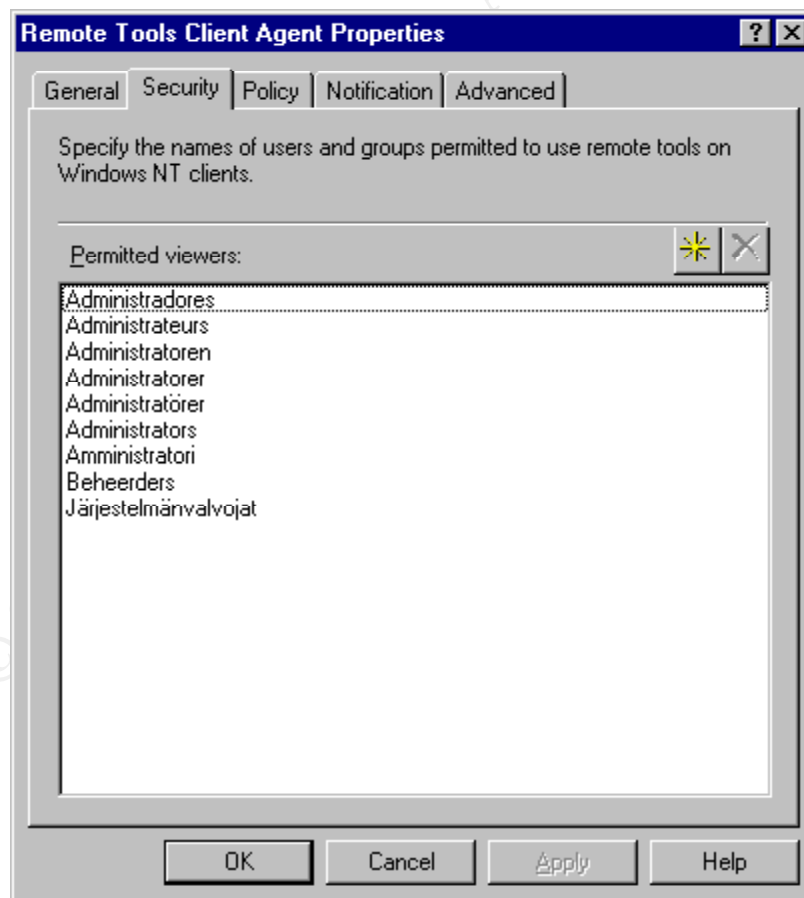 Remote Tools Client Agent Properties
General Security Policy Notification Advanced
Specify the names of users and groups permitted to use remote tools on
Windows NT clients.
Permitted viewers:
Administradores
Administrateurs
Administratoren
Administratorer
Administratörer
Administrators
Amministratori
Beheerders
Järjestelmänvalvojat
OK Cancel Apply Help